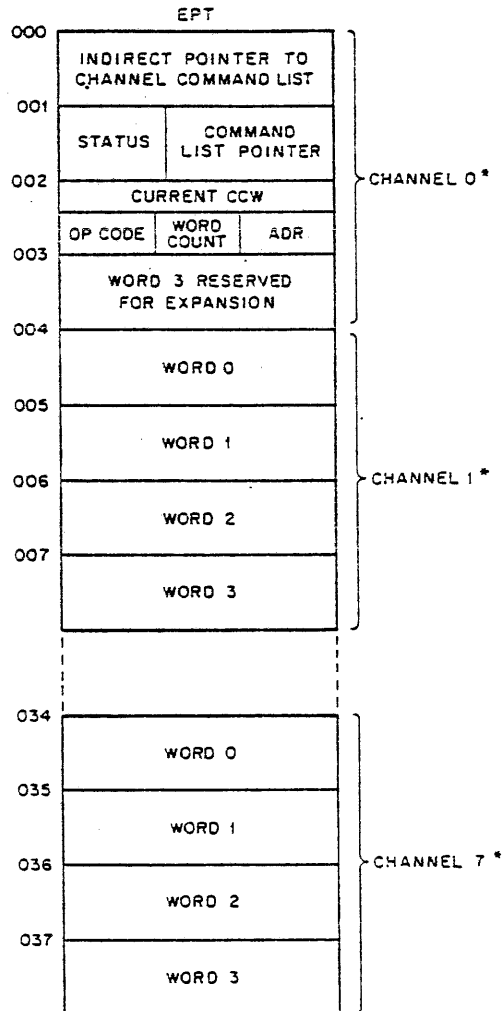 EPT
000
INDIRECT POINTER TO
CHANNEL COMMAND LIST
001
STATUS
COMMAND
LIST POINTER
CHANNEL 0*
002
CURRENT CCW
OP CODE
WORD
COUNT
ADR
003
WORD 3 RESERVED
FOR EXPANSION
004
WORD 0
005
WORD 1
CHANNEL 1*
006
WORD 2
007
WORD 3
034
WORD 0
035
WORD 1
CHANNEL 7*
036
WORD 2
037
WORD 3